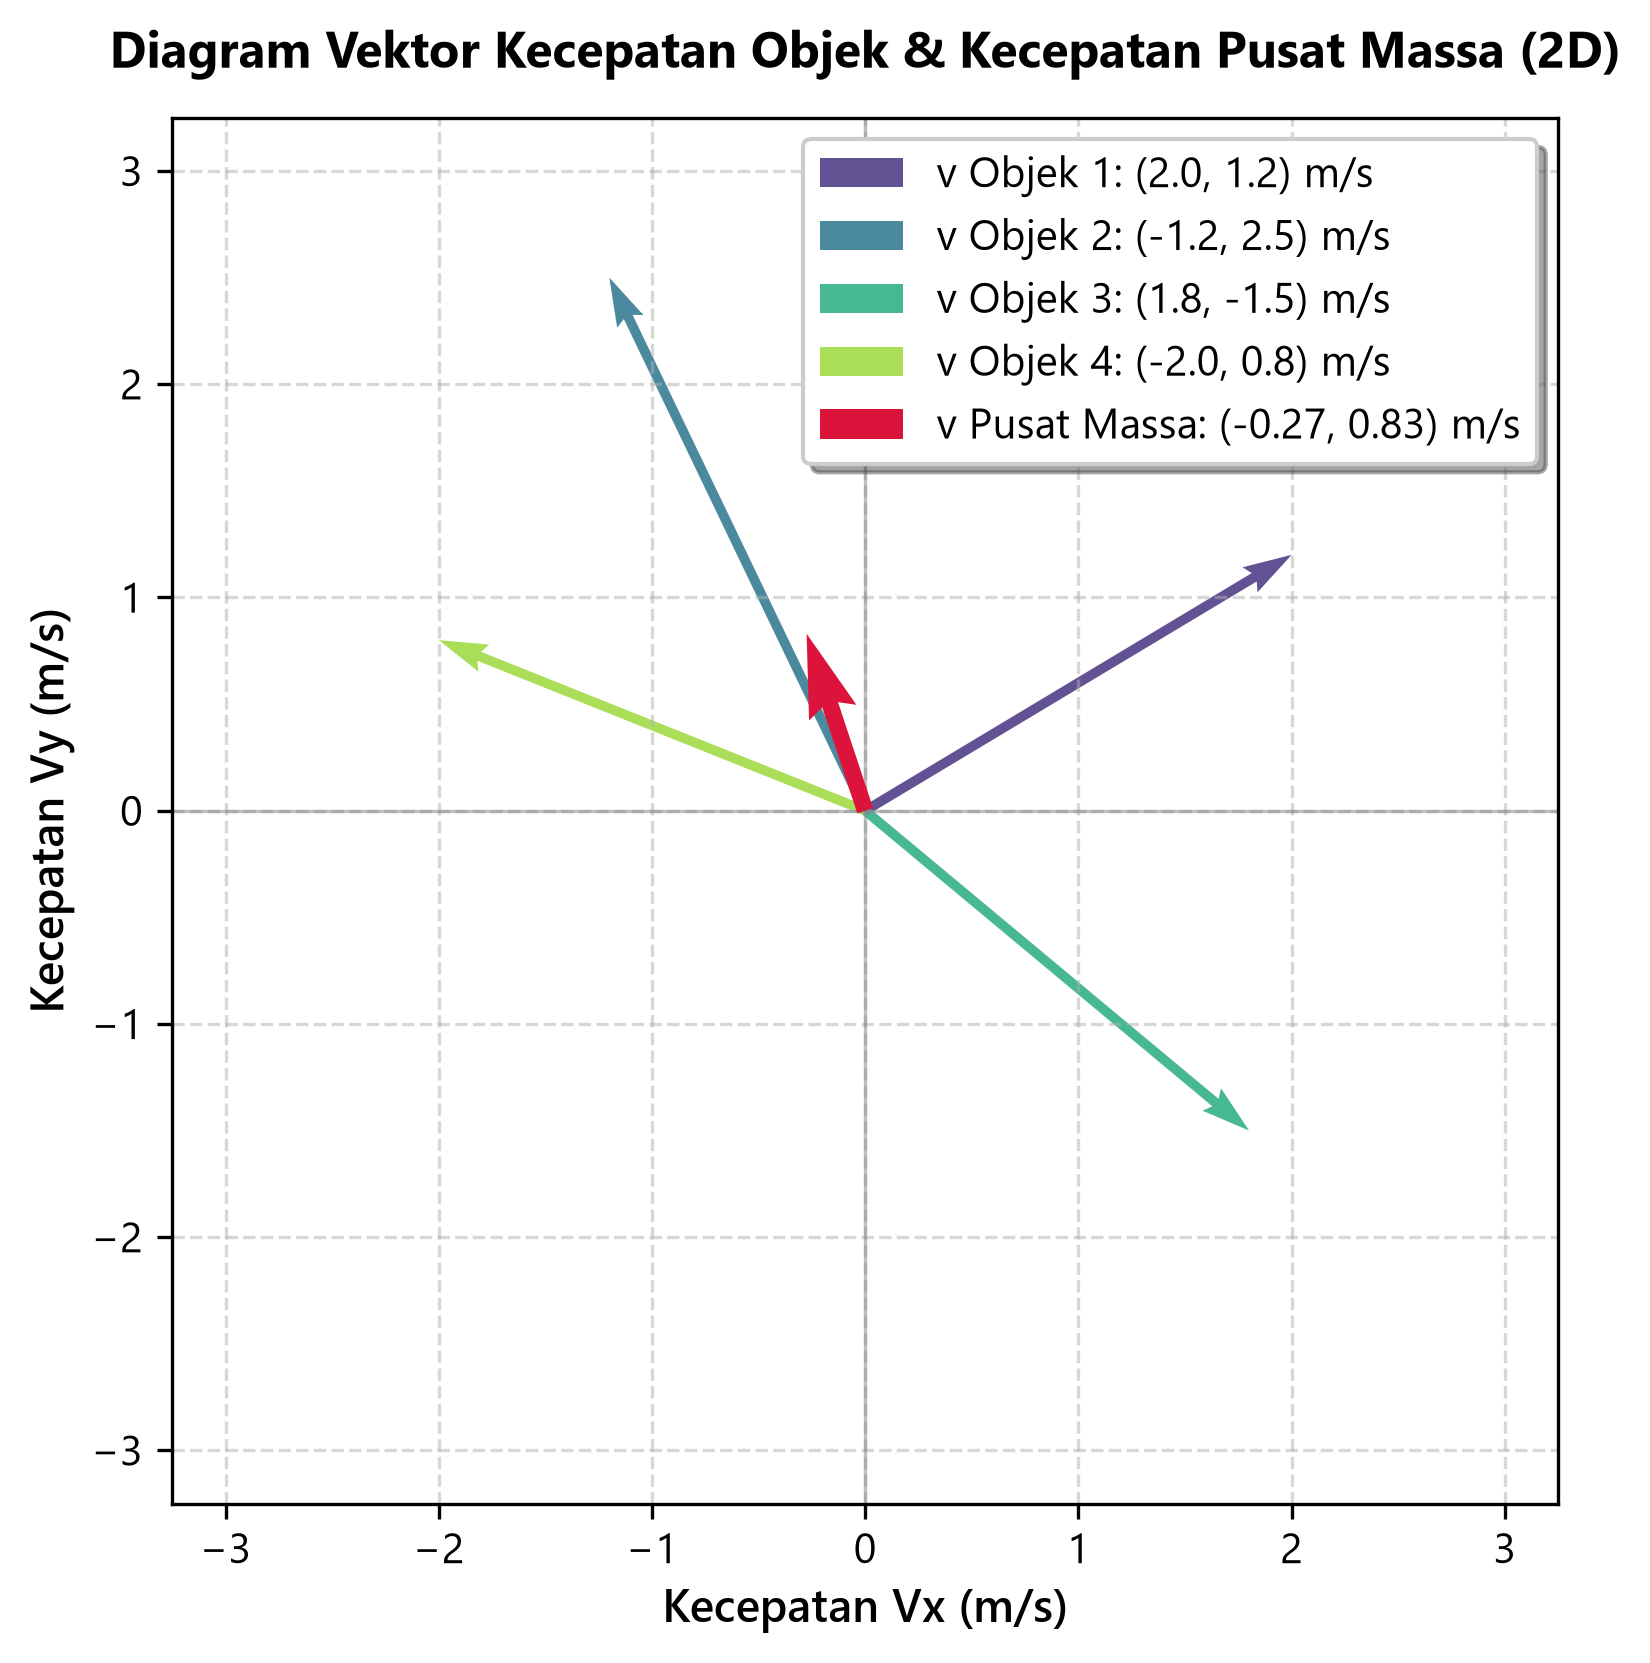 Diagram Vektor Kecepatan Objek & Kecepatan Pusat Massa (2D)
v Objek 1: (2.0, 1.2) m/s
v Objek 2: (-1.2, 2.5) m/s
v Objek 3: (1.8, -1.5) m/s
v Objek 4: (-2.0, 0.8) m/s
v Pusat Massa: (-0.27, 0.83) m/s
Kecepatan Vy (m/s)
3
2
1
0
−1
−2
−3
−3 −2 −1 0 1 2 3
Kecepatan Vx (m/s)